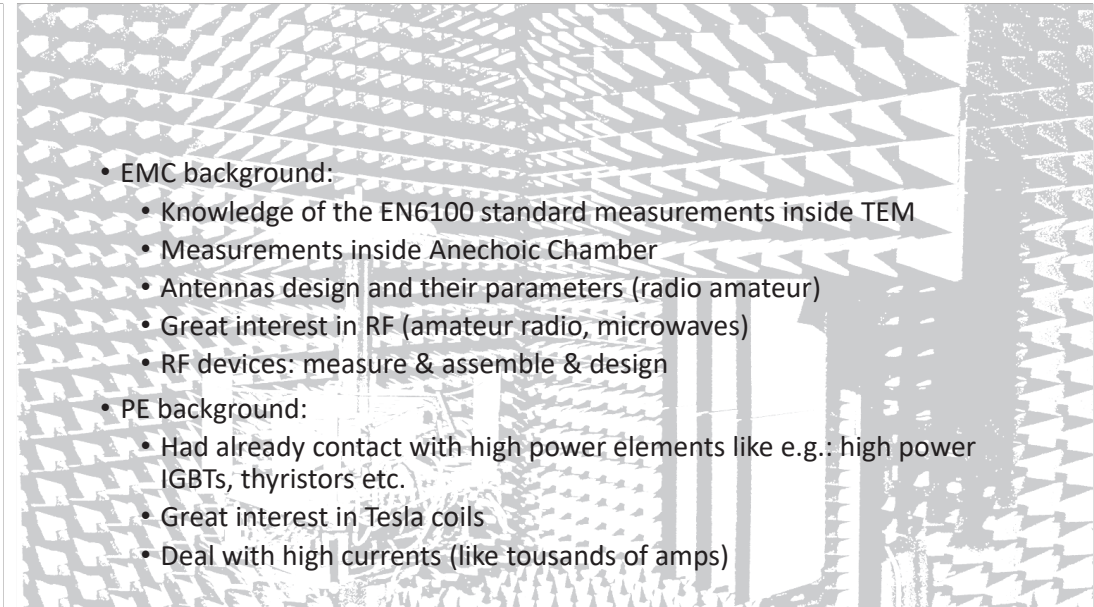 • EMC background:
• Knowledge of the EN6100 standard measurements inside TEM
• Measurements inside Anechoic Chamber
• Antennas design and their parameters (radio amateur)
• Great interest in RF (amateur radio, microwaves)
• RF devices: measure & assemble & design
• PE background:
• Had already contact with high power elements like e.g.: high power
IGBTs, thyristors etc.
• Great interest in Tesla coils
• Deal with high currents (like tousands of amps)